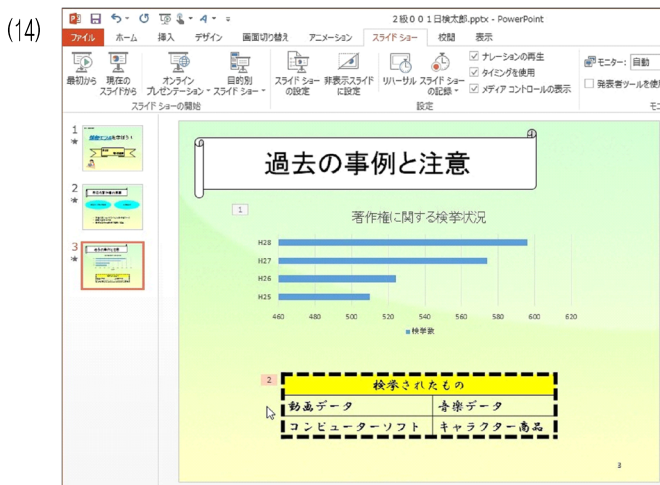 (14)
２級００１日検太郎.pptx - PowerPoint
ファイル ホーム 挿入 デザイン 画面切り替え アニメーション スライド ショー 校閲 表示
最初から 現在のスライドから オンラインプレゼンテーション 目的別スライド ショー スライド ショーの設定 非表示スライドに設定 リハーサル スライド ショーの記録
ナレーションの再生
タイミングを使用
メディア コントロールの表示
モニター: 自動
発表者ツールを使
スライド ショーの開始 設定 モニ
1
2
3
過去の事例と注意
1
著作権に関する検挙状況
H28
H27
H26
H25
460 480 500 520 540 560 580 600 620
検挙数
2
検挙されたもの
動画データ 音楽データ
コンピューターソフト キャラクター商品
3